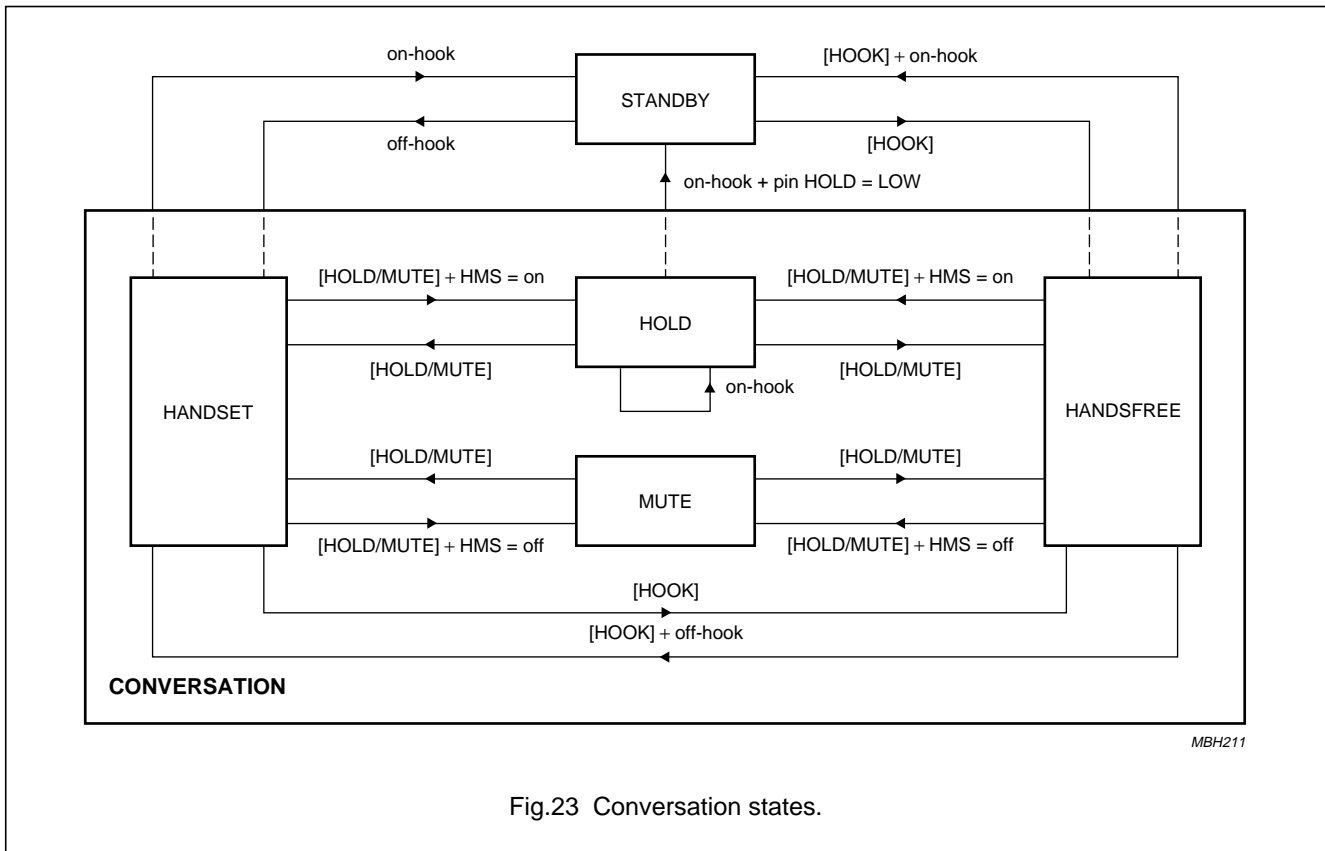 on-hook
[HOOK] + on-hook
STANDBY
off-hook
[HOOK]
on-hook + pin HOLD = LOW
[HOLD/MUTE] + HMS = on
[HOLD/MUTE] + HMS = on
HOLD
[HOLD/MUTE]
[HOLD/MUTE]
on-hook
HANDSET
HANDSFREE
[HOLD/MUTE]
[HOLD/MUTE]
MUTE
[HOLD/MUTE] + HMS = off
[HOLD/MUTE] + HMS = off
[HOOK]
[HOOK] + off-hook
CONVERSATION
MBH211
Fig.23 Conversation states.